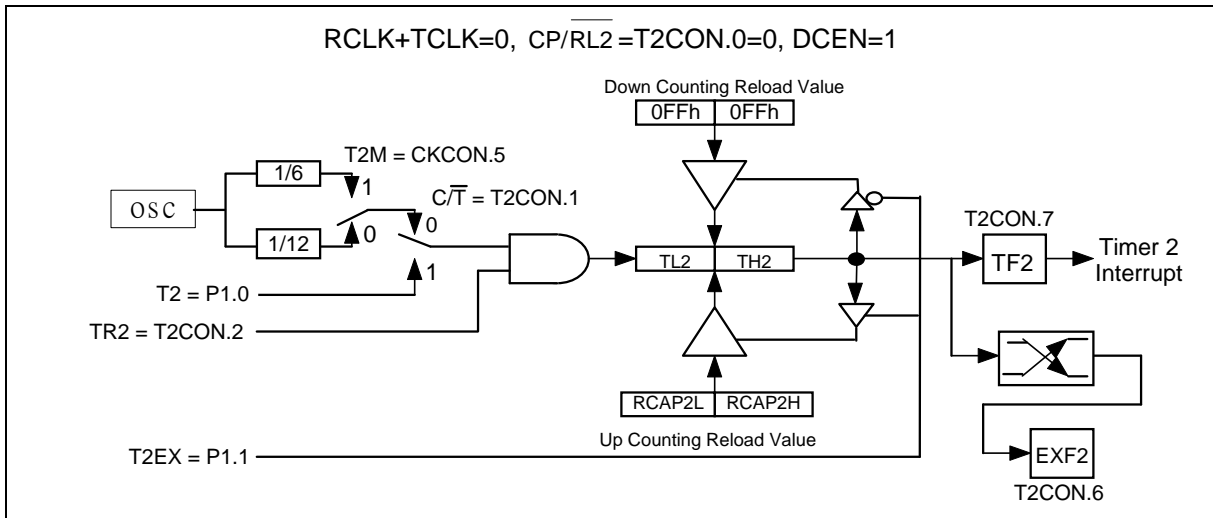 RCLK+TCLK=0, CP/R̅L̅2̅=T2CON.0=0, DCEN=1
Down Counting Reload Value
0FFh 0FFh
T2M = CKCON.5
1/6
1
OSC
C/T̅ = T2CON.1
0
0
1/12
1
T2CON.7
TL2 TH2
TF2
Timer 2
Interrupt
T2 = P1.0
TR2 = T2CON.2
RCAP2L RCAP2H
Up Counting Reload Value
T2EX = P1.1
EXF2
T2CON.6